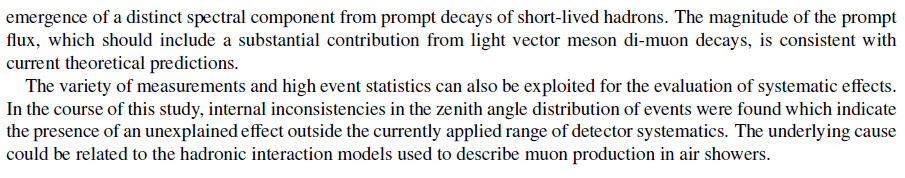 emergence of a distinct spectral component from prompt decays of short-lived hadrons. The magnitude of the prompt
flux, which should include a substantial contribution from light vector meson di-muon decays, is consistent with
current theoretical predictions.
The variety of measurements and high event statistics can also be exploited for the evaluation of systematic effects.
In the course of this study, internal inconsistencies in the zenith angle distribution of events were found which indicate
the presence of an unexplained effect outside the currently applied range of detector systematics. The underlying cause
could be related to the hadronic interaction models used to describe muon production in air showers.